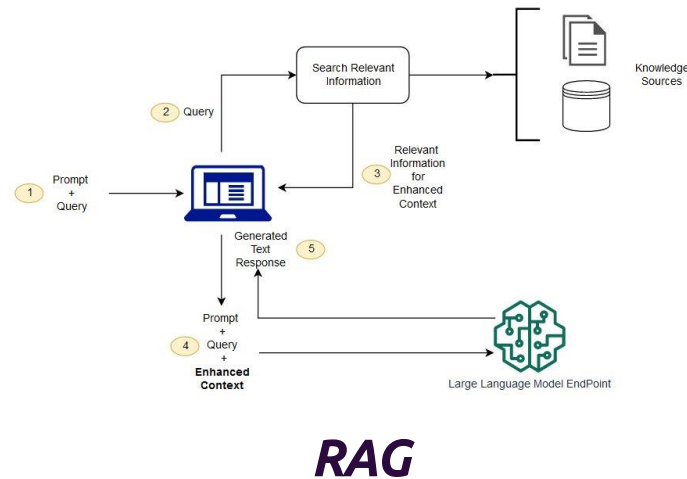 Search Relevant
Information
Knowledge
Sources
2 Query
1
Prompt
+
Query
3
Relevant
Information
for
Enhanced
Context
Generated
Text
Response
5
4
Prompt
+
Query
+
Enhanced
Context
Large Language Model EndPoint
RAG